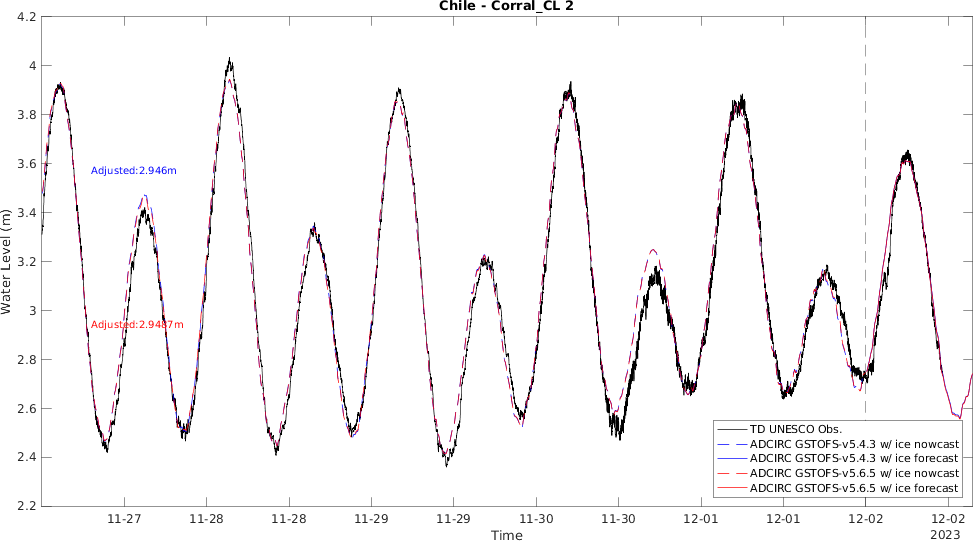 Chile - Corral_CL 2
4.2
4
3.8
3.6
3.4
3.2
3
2.8
2.6
2.4
2.2
Water Level (m)
Adjusted:2.946m
Adjusted:2.9487m
TD UNESCO Obs.
ADCIRC GSTOFS-v5.4.3 w/ ice nowcast
ADCIRC GSTOFS-v5.4.3 w/ ice forecast
ADCIRC GSTOFS-v5.6.5 w/ ice nowcast
ADCIRC GSTOFS-v5.6.5 w/ ice forecast
11-27 11-28 11-28 11-29 11-29 11-30 11-30 12-01 12-01 12-02 12-02
2023
Time